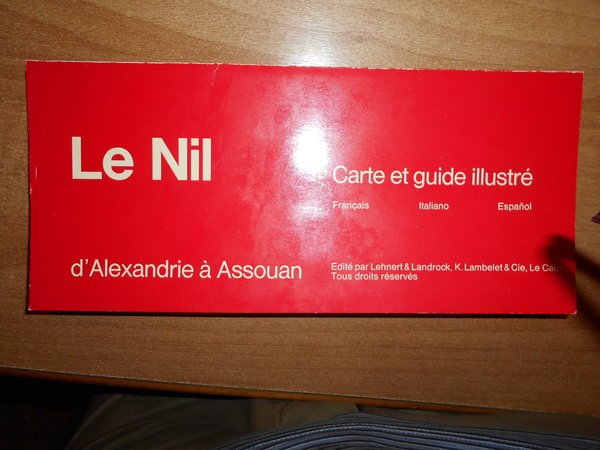 Le Nil
Carte et guide illustré
Français Italiano Español
d'Alexandrie à Assouan
Edité par Lehnert & Landrock, K. Lambelet & Cie, Le Caire
Tous droits réservés